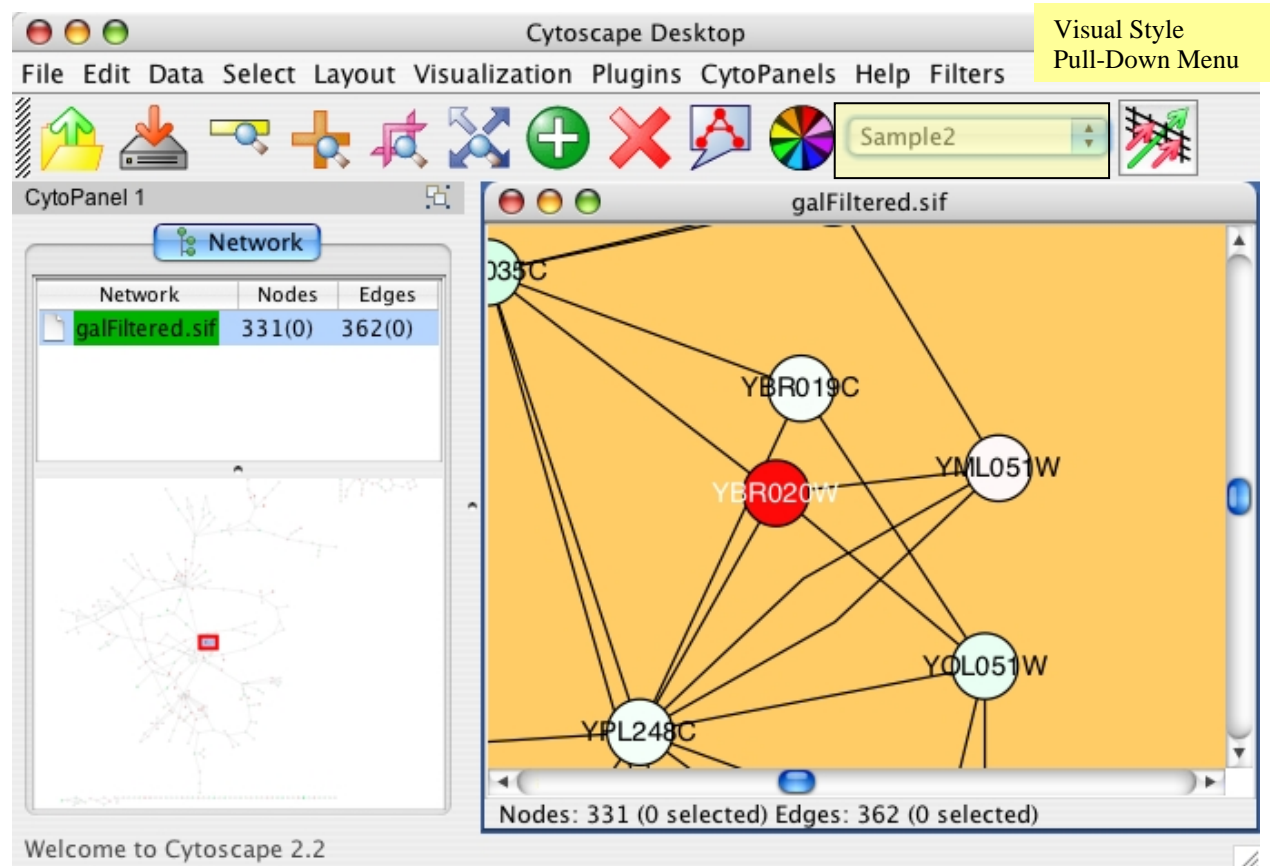 Cytoscape Desktop
Visual Style
Pull-Down Menu
File Edit Data Select Layout Visualization Plugins CytoPanels Help Filters
Sample2
CytoPanel 1
Network
Network Nodes Edges
galFiltered.sif 331(0) 362(0)
galFiltered.sif
035C
YBR019C
YML051W
YBR020W
YOL051W
YPL248C
Nodes: 331 (0 selected) Edges: 362 (0 selected)
Welcome to Cytoscape 2.2